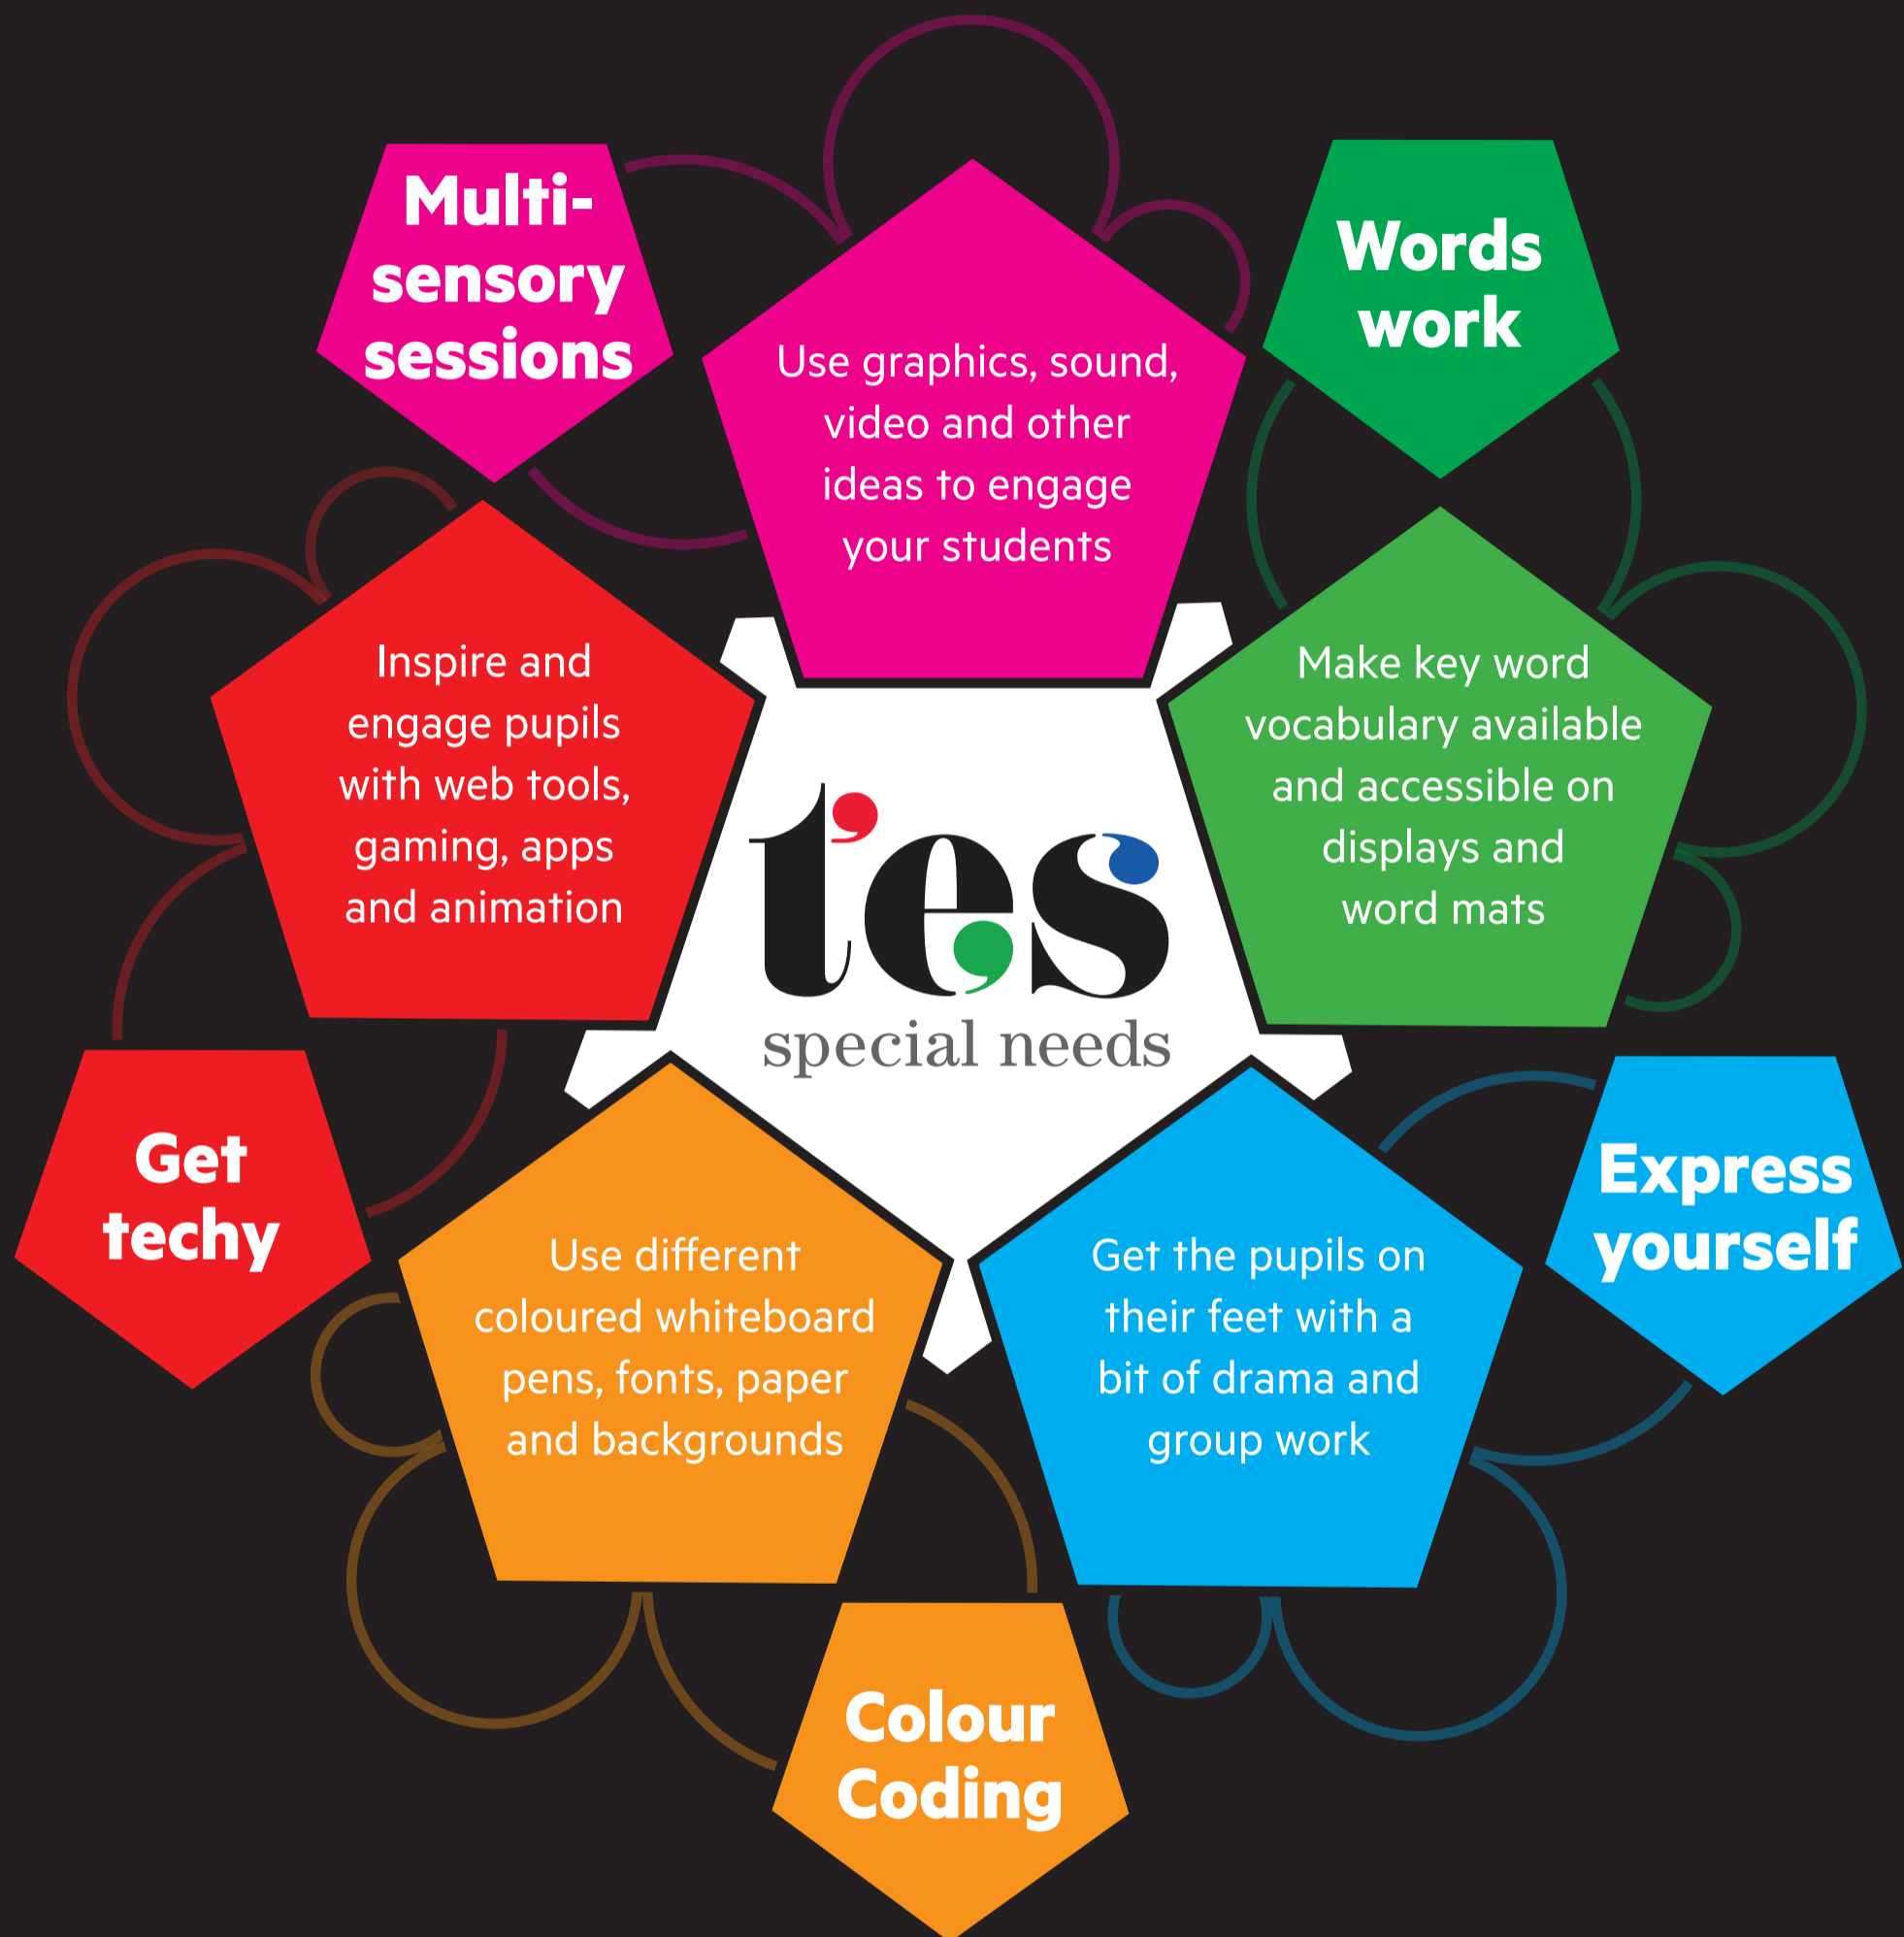 Multi-
sensory
sessions
Use graphics, sound,
video and other
ideas to engage
your students
Words
work
Make key word
vocabulary available
and accessible on
displays and
word mats
Inspire and
engage pupils
with web tools,
gaming, apps
and animation
Get
techy
tes
special needs
Express
yourself
Get the pupils on
their feet with a
bit of drama and
group work
Use different
coloured whiteboard
pens, fonts, paper
and backgrounds
Colour
Coding